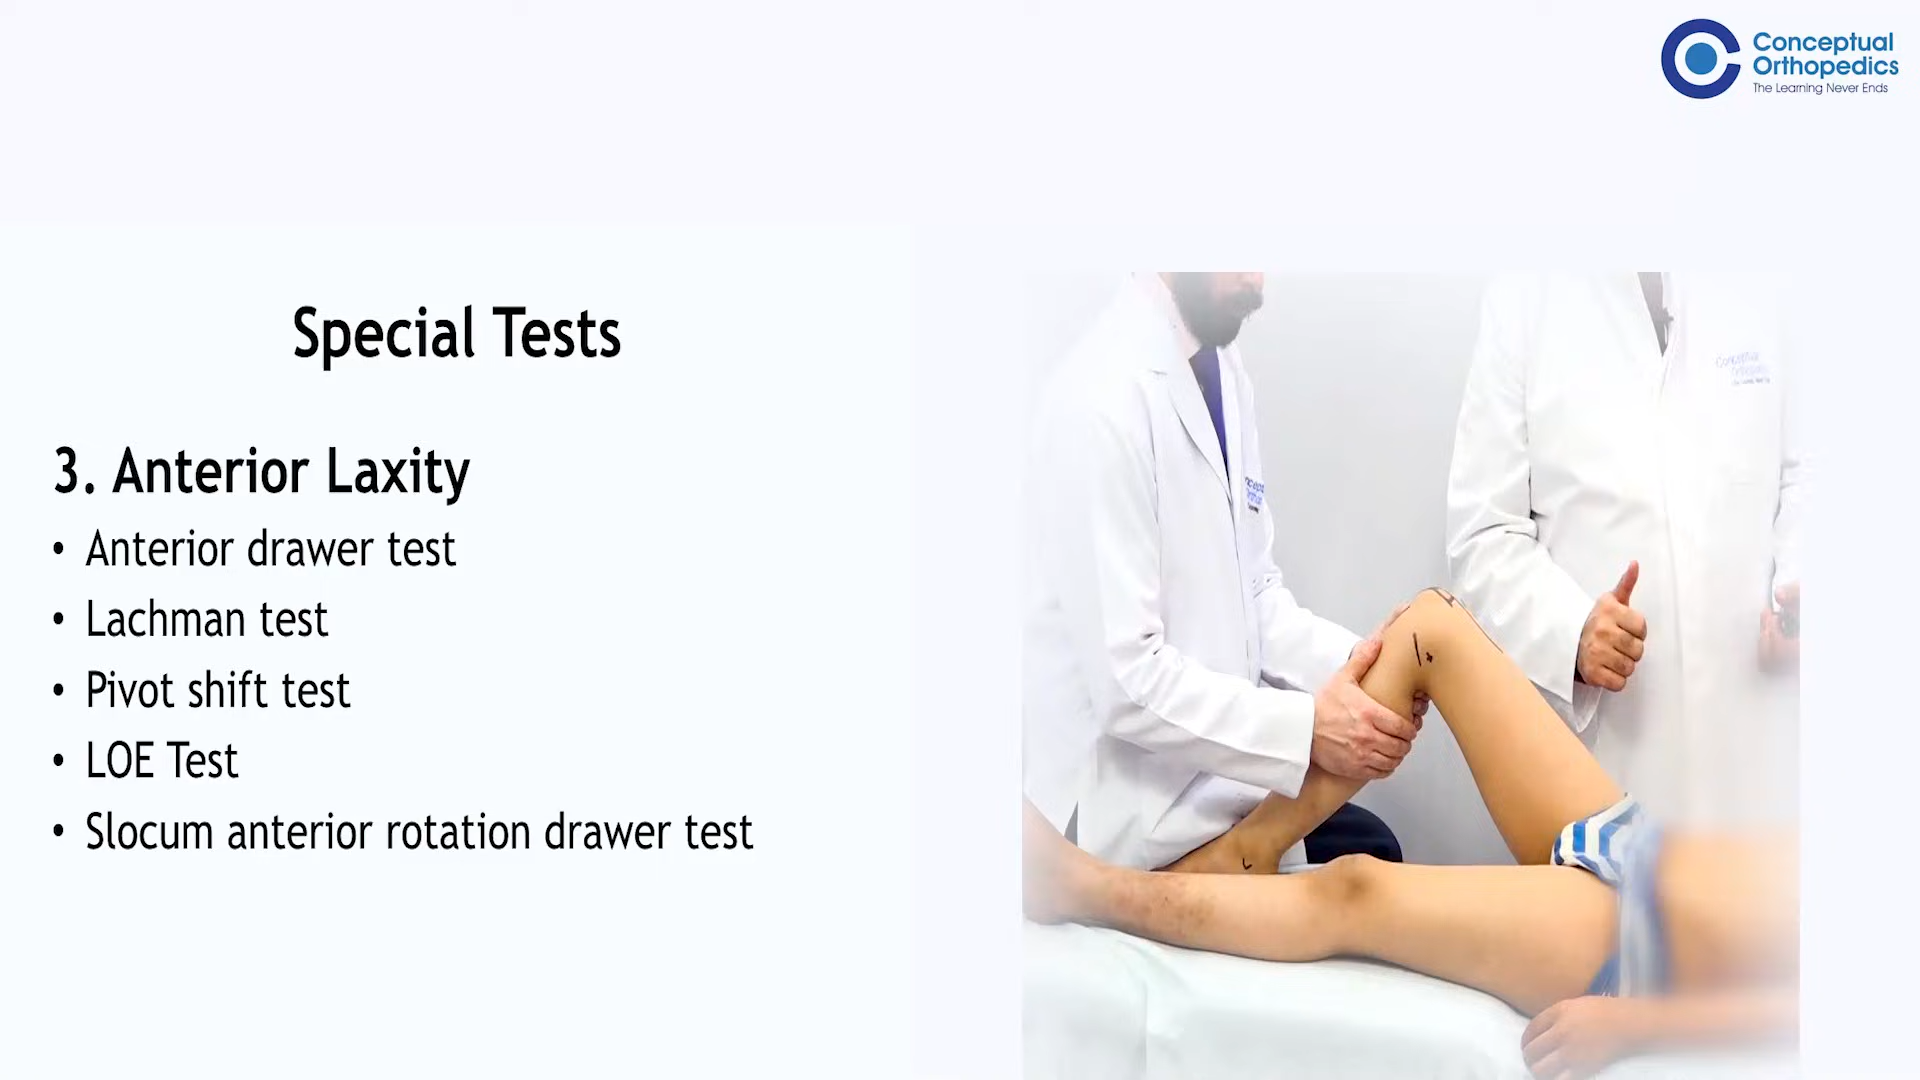 Conceptual
Orthopedics
The Learning Never Ends
Special Tests
3. Anterior Laxity
• Anterior drawer test
• Lachman test
• Pivot shift test
• LOE Test
• Slocum anterior rotation drawer test